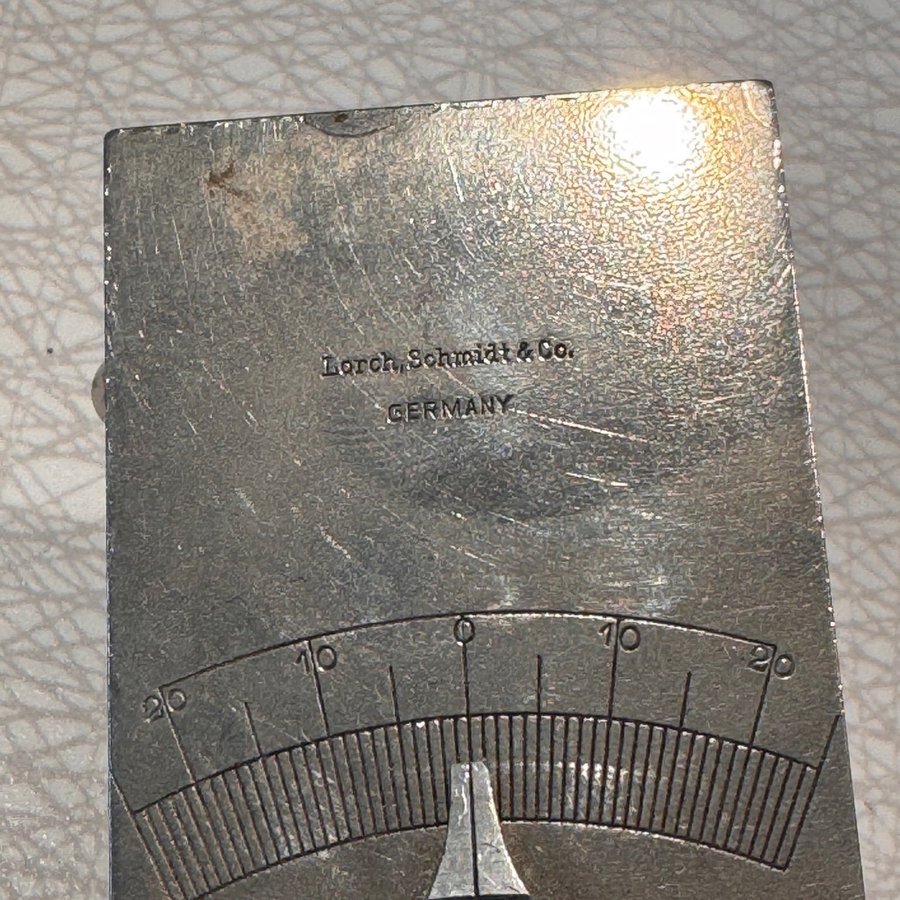 Lorch, Schmidt & Co.
GERMANY
20 10 0 10 20